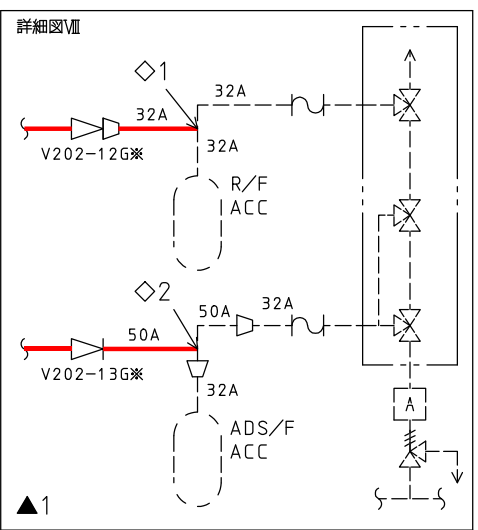 詳細図Ⅶ
◇1
32A
32A
V202-12G※
32A
R/F
ACC
◇2
50A
32A
50A
V202-13G※
32A
A
ADS/F
ACC
▲1